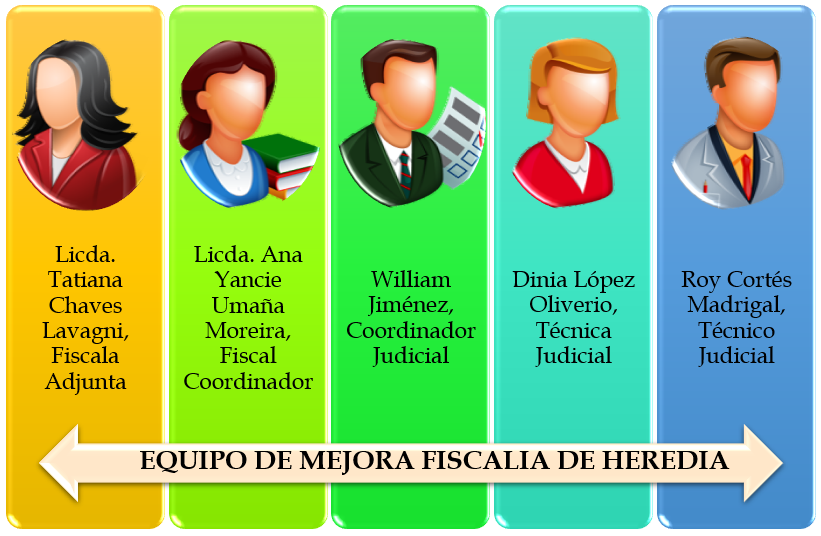 Licda.
Tatiana
Chaves
Lavagni,
Fiscala
Adjunta
Licda. Ana
Yancie
Umaña
Moreira,
Fiscal
Coordinador
William
Jiménez,
Coordinador
Judicial
Dinia López
Oliverio,
Técnica
Judicial
Roy Cortés
Madrigal,
Técnico
Judicial
EQUIPO DE MEJORA FISCALIA DE HEREDIA